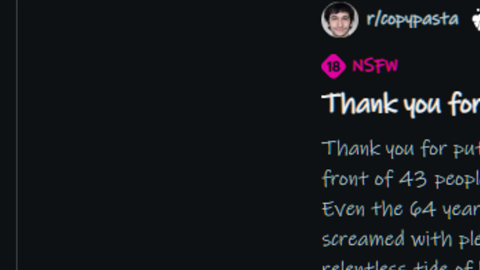 r/copypasta
18 NSFW
Thank you for
Thank you for put
front of 43 peopl
Even the 64 year
screamed with ple
relentless tide of